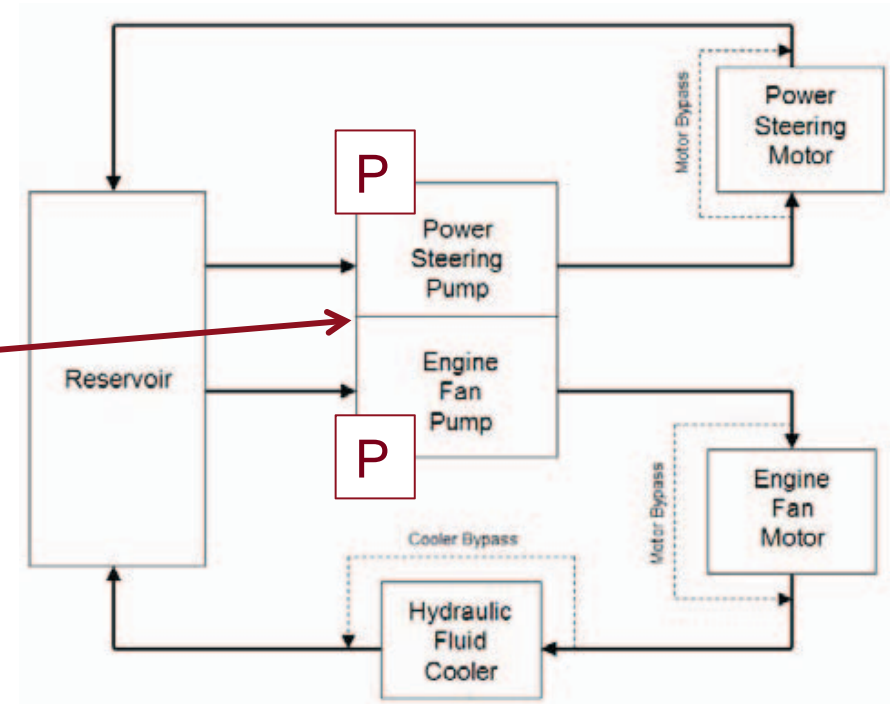 Motor Bypass
Power
Steering
Motor
P
Power
Steering
Pump
Reservoir
Engine
Fan
Pump
P
Motor Bypass
Engine
Fan
Motor
Cooler Bypass
Hydraulic
Fluid
Cooler